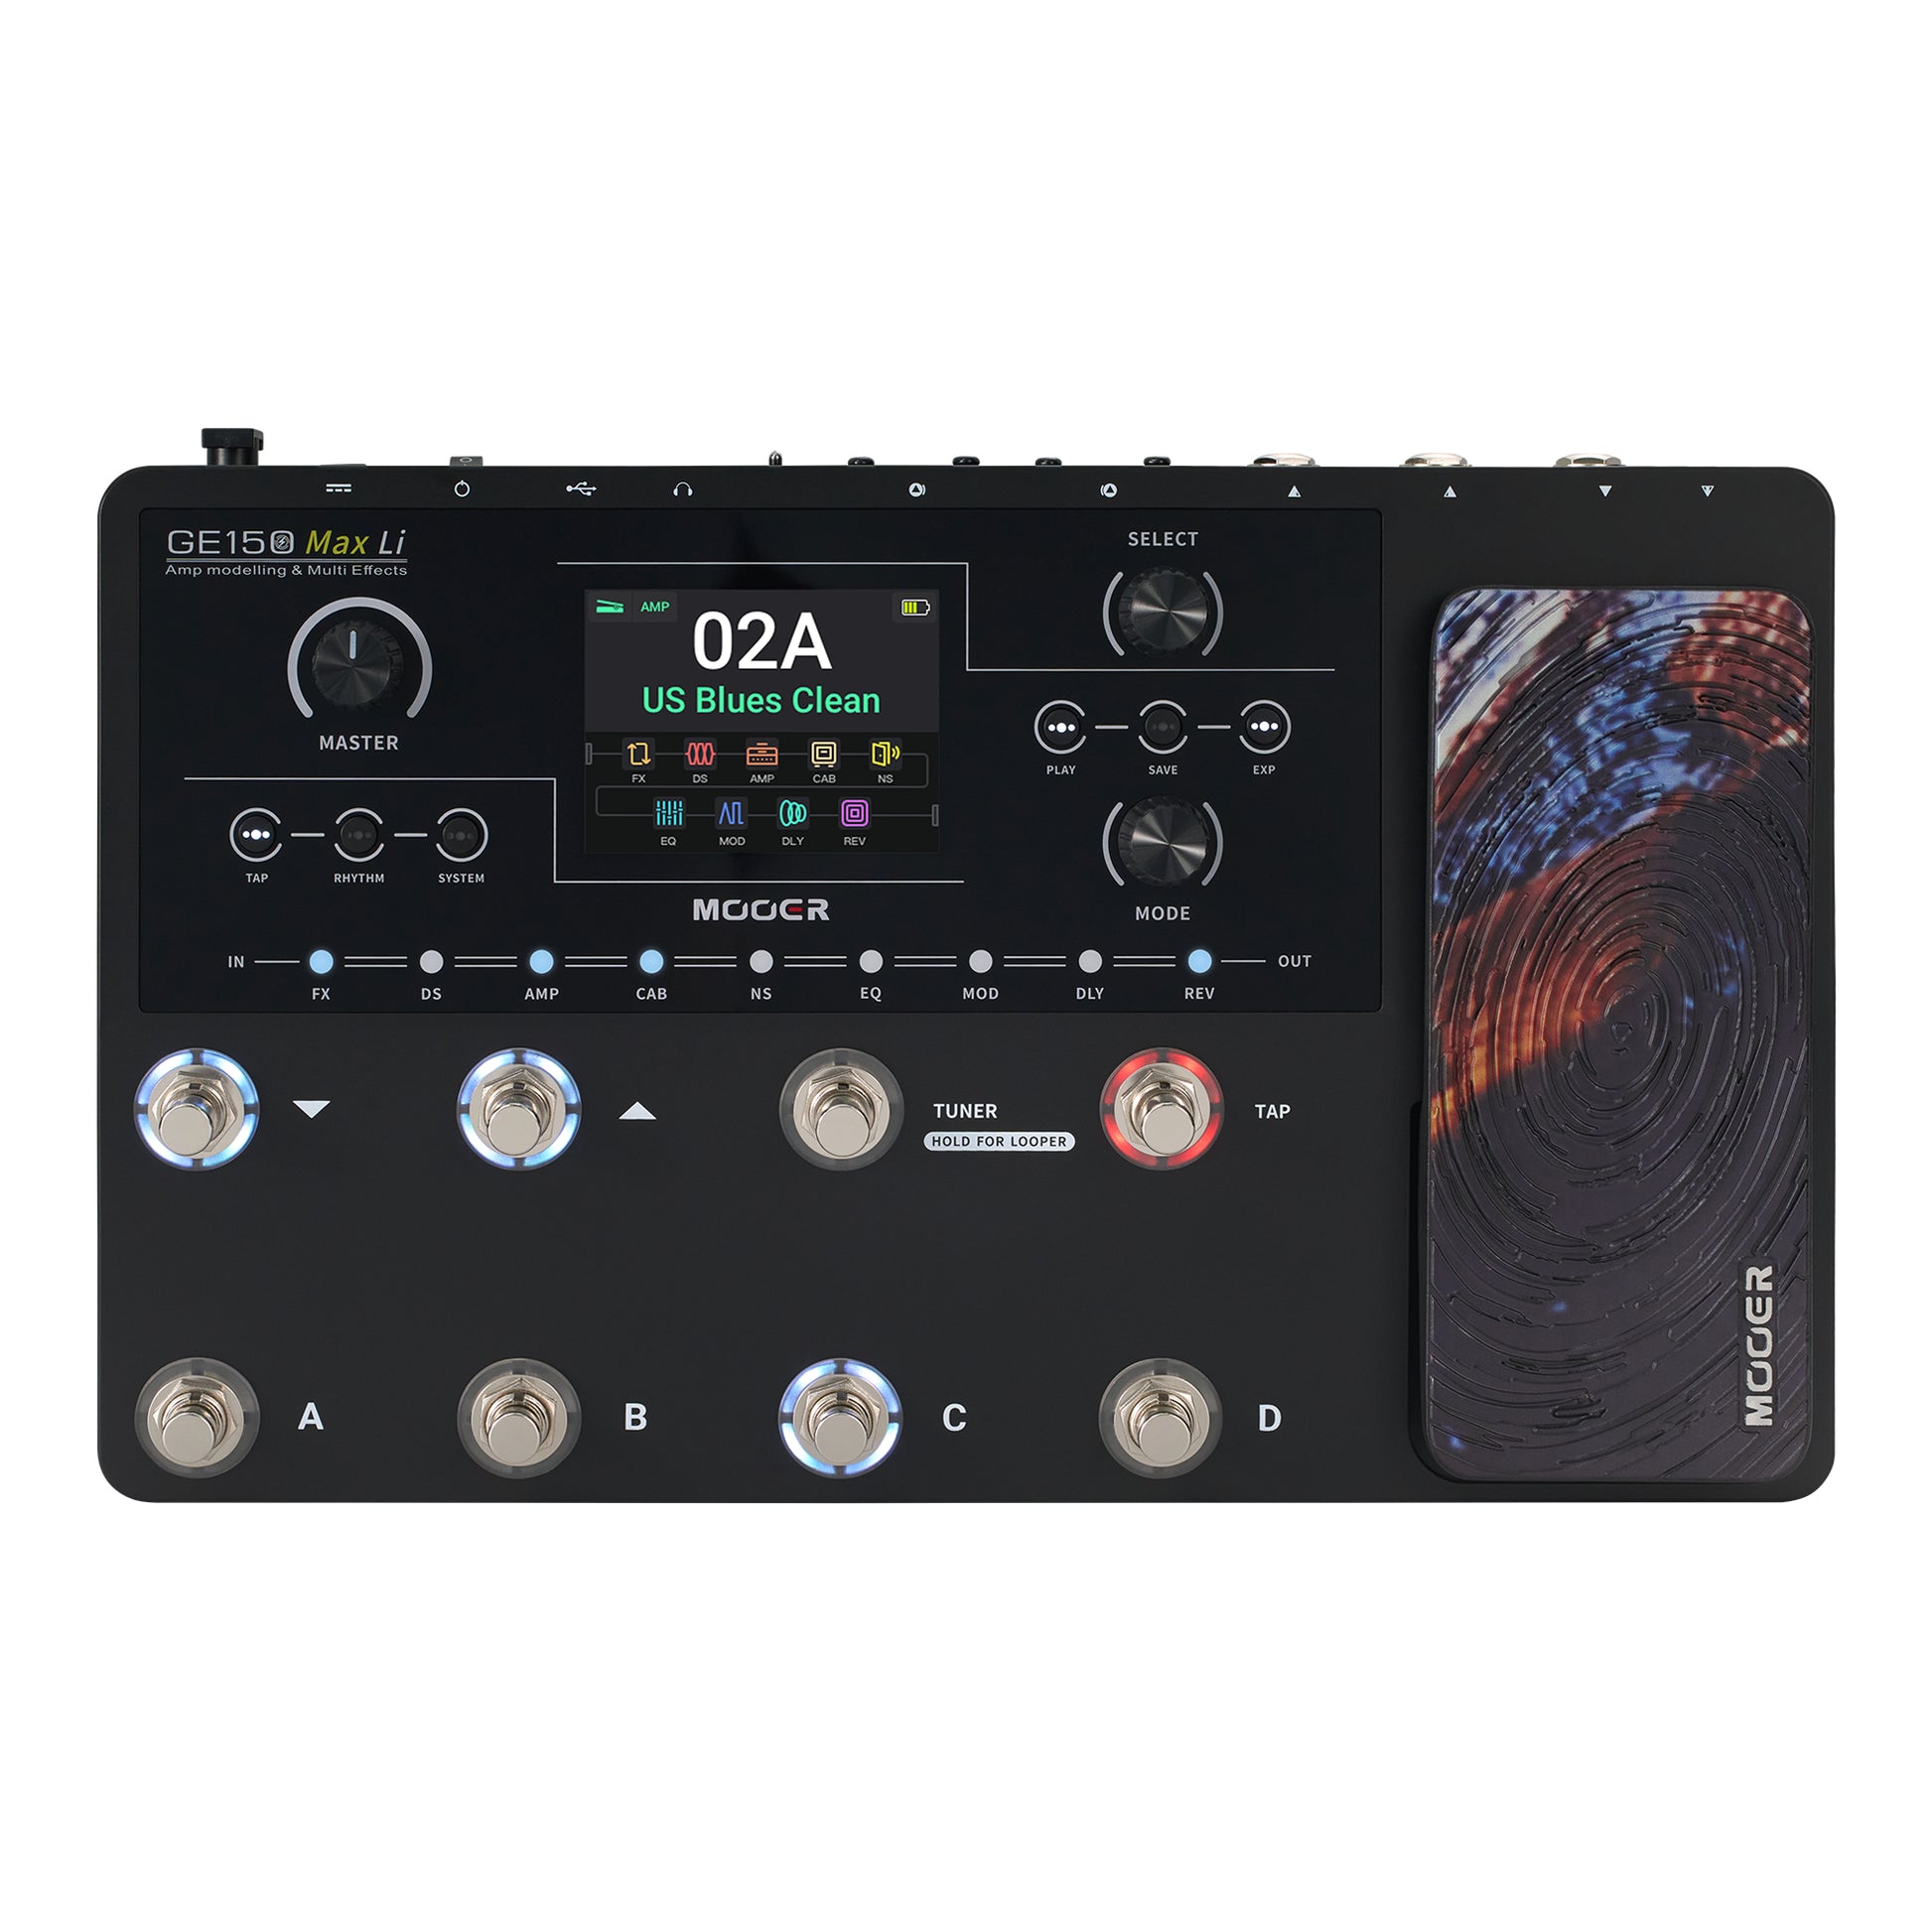 GE150 Max Li
Amp modelling & Multi Effects
MASTER
TAP
RHYTHM
SYSTEM
AMP
02A
US Blues Clean
FX
DS
AMP
CAB
NS
EQ
MOD
DLY
REV
MOOER
SELECT
PLAY
SAVE
EXP
MODE
IN
OUT
FX
DS
AMP
CAB
NS
EQ
MOD
DLY
REV
TUNER
HOLD FOR LOOPER
TAP
A
B
C
D
MOOER